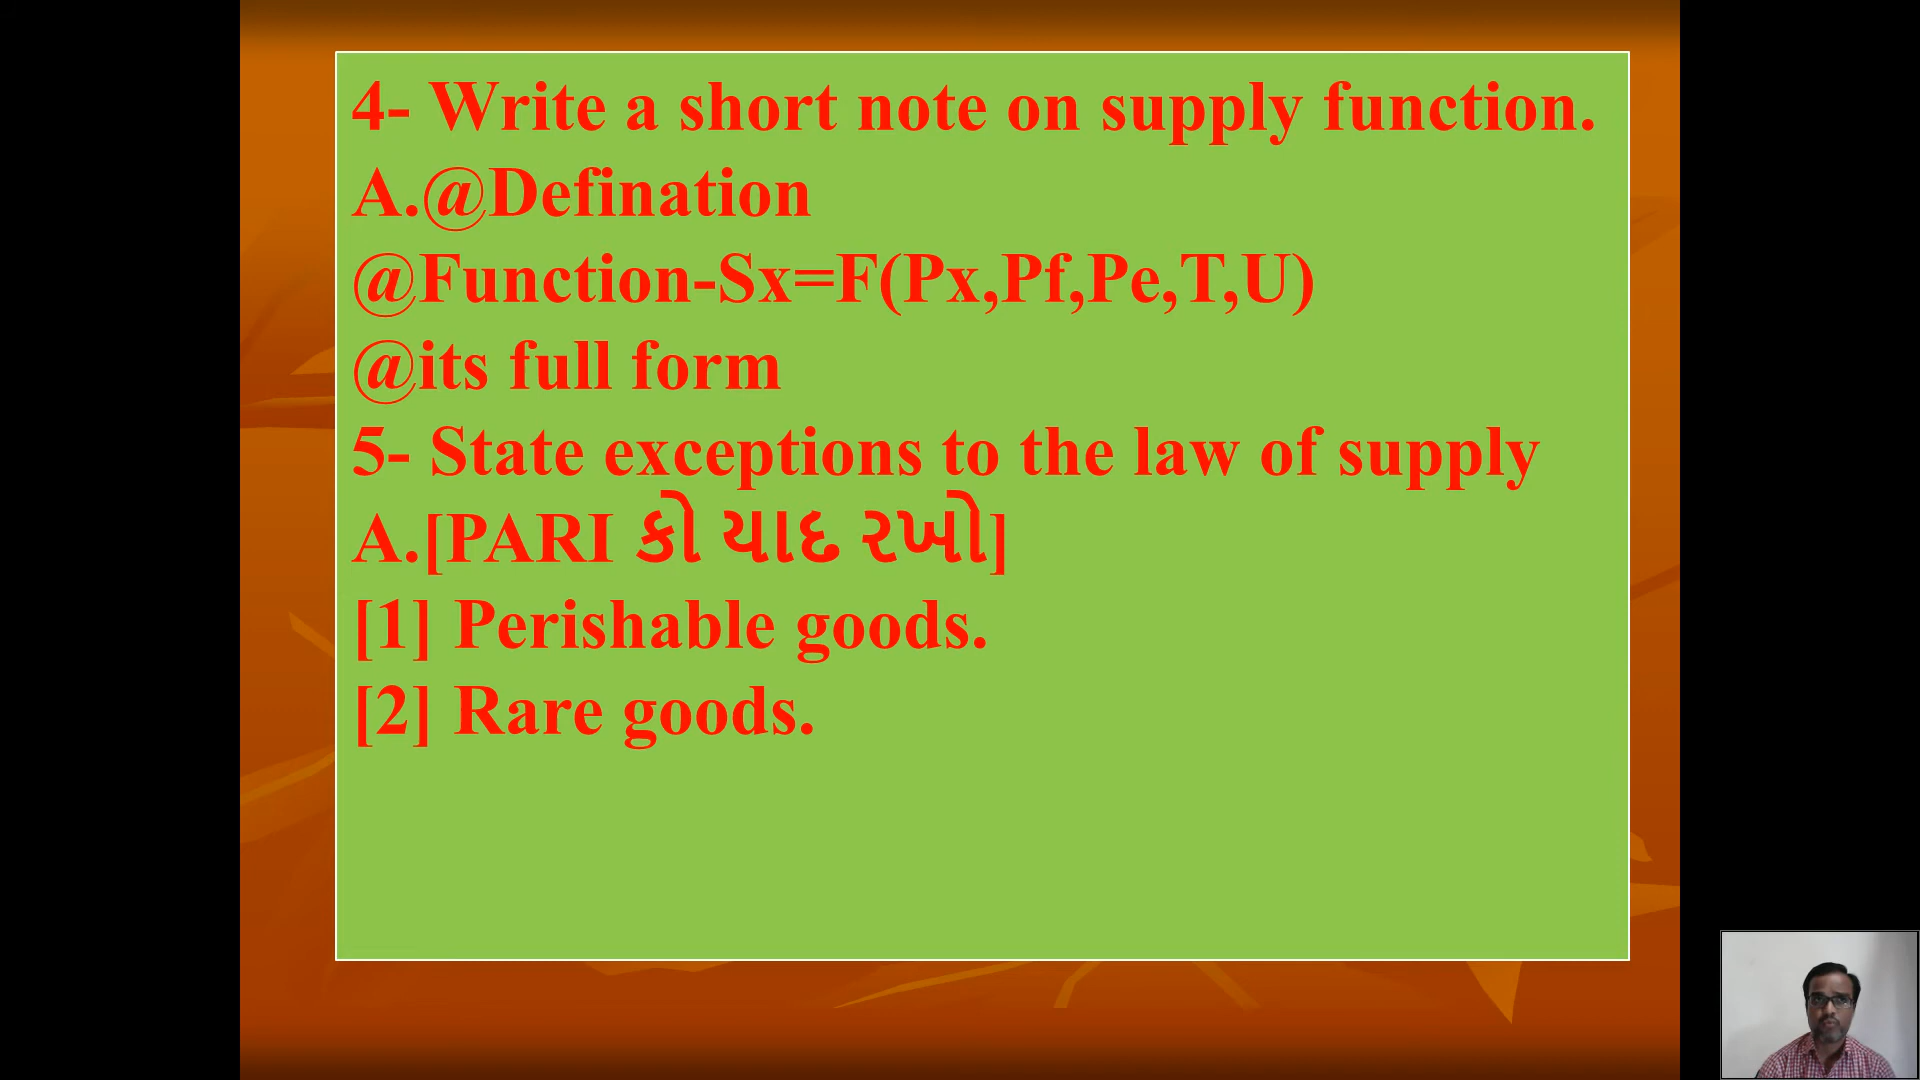 4- Write a short note on supply function.
A.@Defination
@Function-Sx=F(Px,Pf,Pe,T,U)
@its full form
5- State exceptions to the law of supply
A.[PARI કો યાદ રખો]
[1] Perishable goods.
[2] Rare goods.